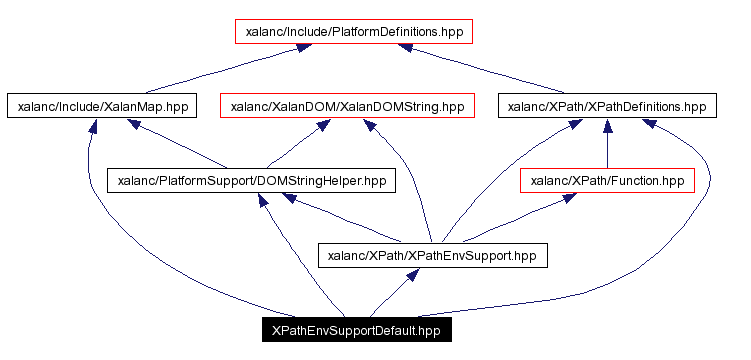 xalanc/Include/PlatformDefinitions.hpp
xalanc/Include/XalanMap.hpp
xalanc/XalanDOM/XalanDOMString.hpp
xalanc/XPath/XPathDefinitions.hpp
xalanc/PlatformSupport/DOMStringHelper.hpp
xalanc/XPath/Function.hpp
xalanc/XPath/XPathEnvSupport.hpp
XPathEnvSupportDefault.hpp